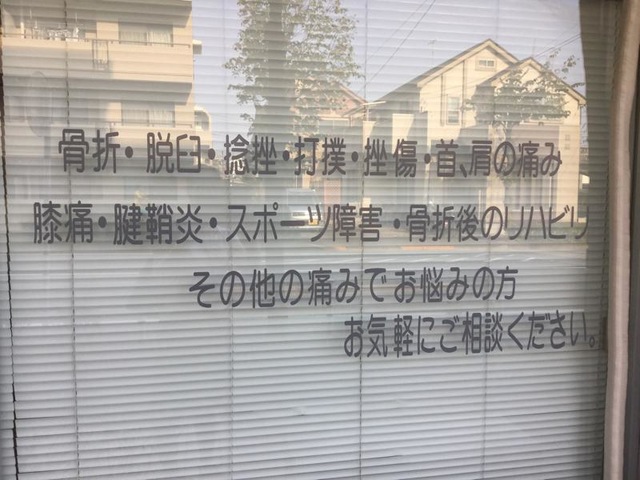 骨折・脱臼・捻挫・打撲・挫傷・首、肩の痛み
膝痛・腱鞘炎・スポーツ障害・骨折後のリハビリ
その他の痛みでお悩みの方
お気軽にご相談ください。